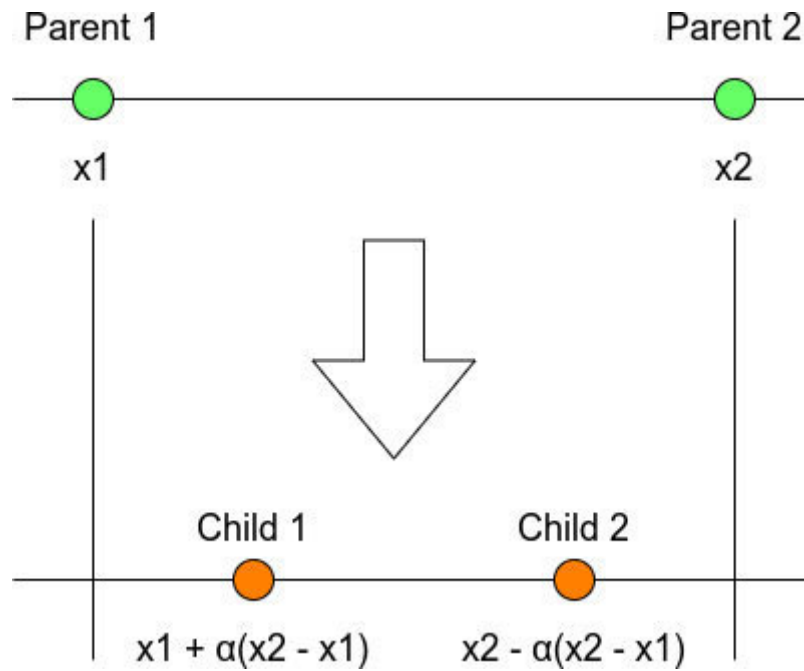 Parent 1
Parent 2
x1
x2
Child 1
Child 2
x1 + α(x2 - x1)
x2 - α(x2 - x1)